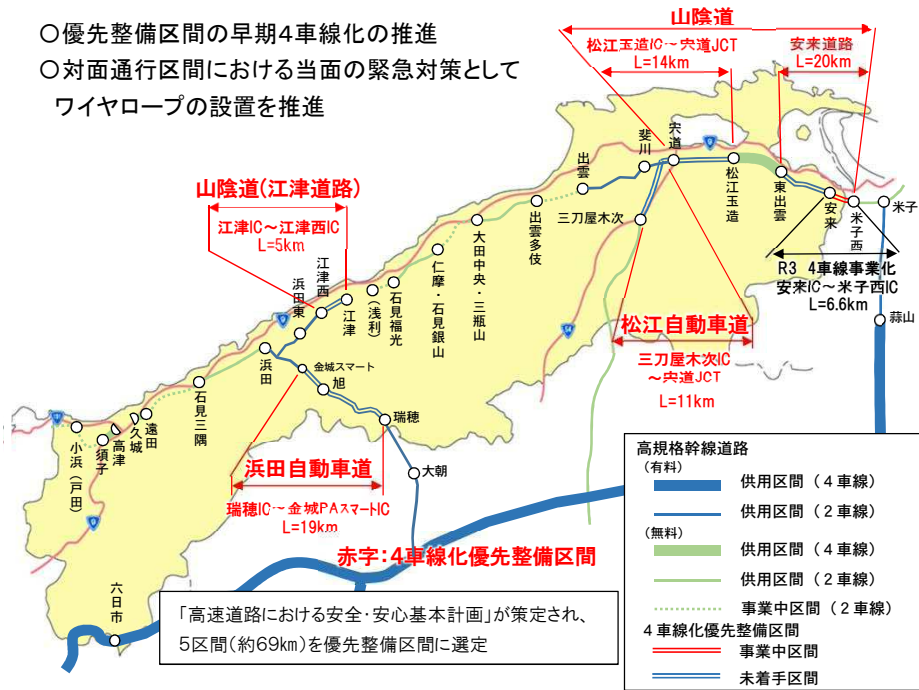 ○優先整備区間の早期4車線化の推進
○対面通行区間における当面の緊急対策として
ワイヤロープの設置を推進
山陰道
松江玉造IC~宍道JCT
L=14km
安来道路
L=20km
山陰道(江津道路)
江津IC~江津西IC
L=5km
斐川
宍道
出雲
松江玉造
東出雲
安来
米子西
米子
三刀屋木次
出雲多伎
大田中央・三瓶山
仁摩・石見銀山
石見福光
(浅利)
江津
江津西
浜田東
浜田
金城スマート
旭
瑞穂
大朝
石見三隅
遠田
久城
高津
須子
小浜(戸田)
六日市
蒜山
R3 4車線事業化
安来IC~米子西IC
L=6.6km
松江自動車道
三刀屋木次IC
~宍道JCT
L=11km
浜田自動車道
瑞穂IC~金城PAスマートIC
L=19km
赤字:4車線化優先整備区間
「高速道路における安全・安心基本計画」が策定され、
5区間(約69km)を優先整備区間に選定
高規格幹線道路
(有料)
供用区間(4車線)
供用区間(2車線)
(無料)
供用区間(4車線)
供用区間(2車線)
事業中区間(2車線)
4車線化優先整備区間
事業中区間
未着手区間